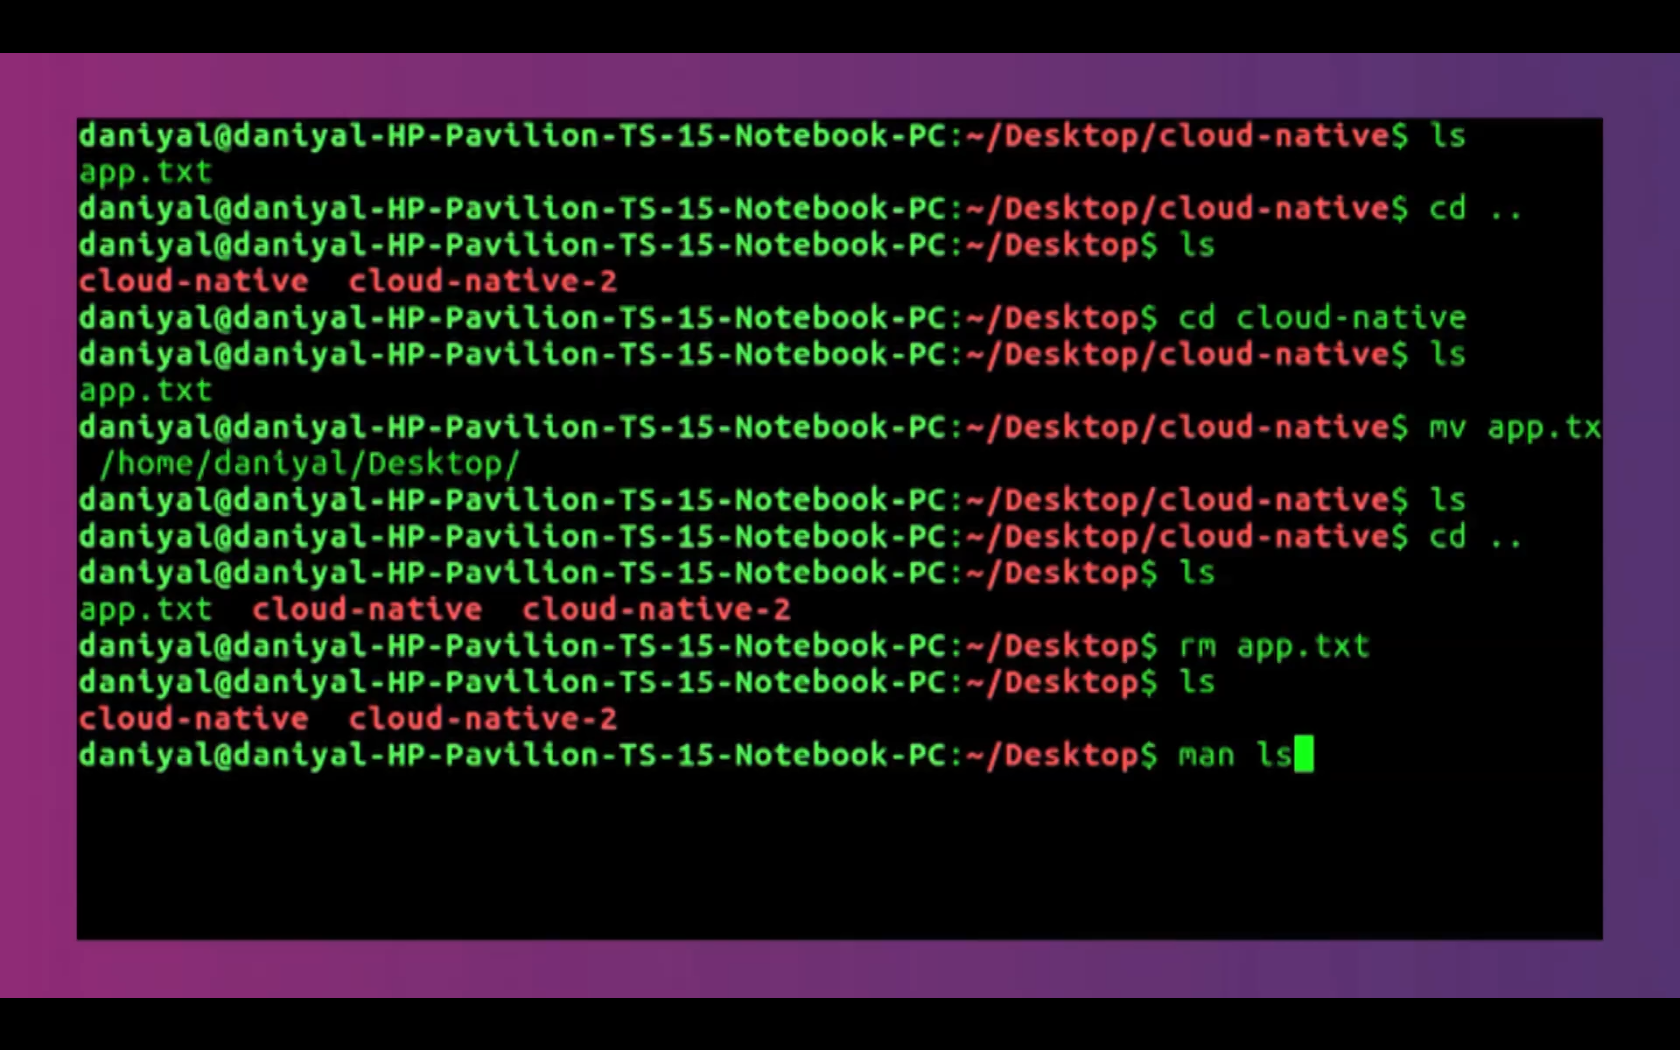 daniyal@daniyal-HP-Pavilion-TS-15-Notebook-PC:~/Desktop/cloud-native$ ls
app.txt
daniyal@daniyal-HP-Pavilion-TS-15-Notebook-PC:~/Desktop/cloud-native$ cd ..
daniyal@daniyal-HP-Pavilion-TS-15-Notebook-PC:~/Desktop$ ls
cloud-native  cloud-native-2
daniyal@daniyal-HP-Pavilion-TS-15-Notebook-PC:~/Desktop$ cd cloud-native
daniyal@daniyal-HP-Pavilion-TS-15-Notebook-PC:~/Desktop/cloud-native$ ls
app.txt
daniyal@daniyal-HP-Pavilion-TS-15-Notebook-PC:~/Desktop/cloud-native$ mv app.tx
 /home/daniyal/Desktop/
daniyal@daniyal-HP-Pavilion-TS-15-Notebook-PC:~/Desktop/cloud-native$ ls
daniyal@daniyal-HP-Pavilion-TS-15-Notebook-PC:~/Desktop/cloud-native$ cd ..
daniyal@daniyal-HP-Pavilion-TS-15-Notebook-PC:~/Desktop$ ls
app.txt  cloud-native  cloud-native-2
daniyal@daniyal-HP-Pavilion-TS-15-Notebook-PC:~/Desktop$ rm app.txt
daniyal@daniyal-HP-Pavilion-TS-15-Notebook-PC:~/Desktop$ ls
cloud-native  cloud-native-2
daniyal@daniyal-HP-Pavilion-TS-15-Notebook-PC:~/Desktop$ man ls